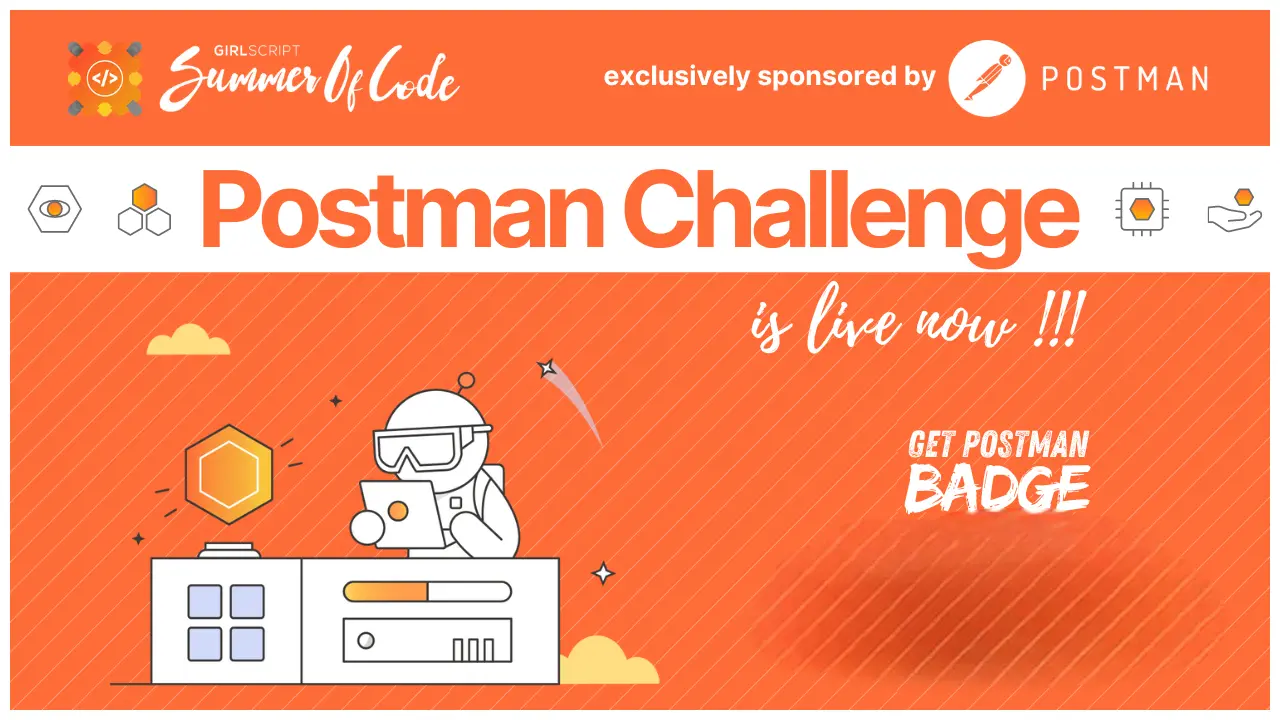 GIRLSCRIPT
Summer Of Code
</>
exclusively sponsored by
POSTMAN
Postman Challenge
is live now !!!
GET POSTMAN
BADGE